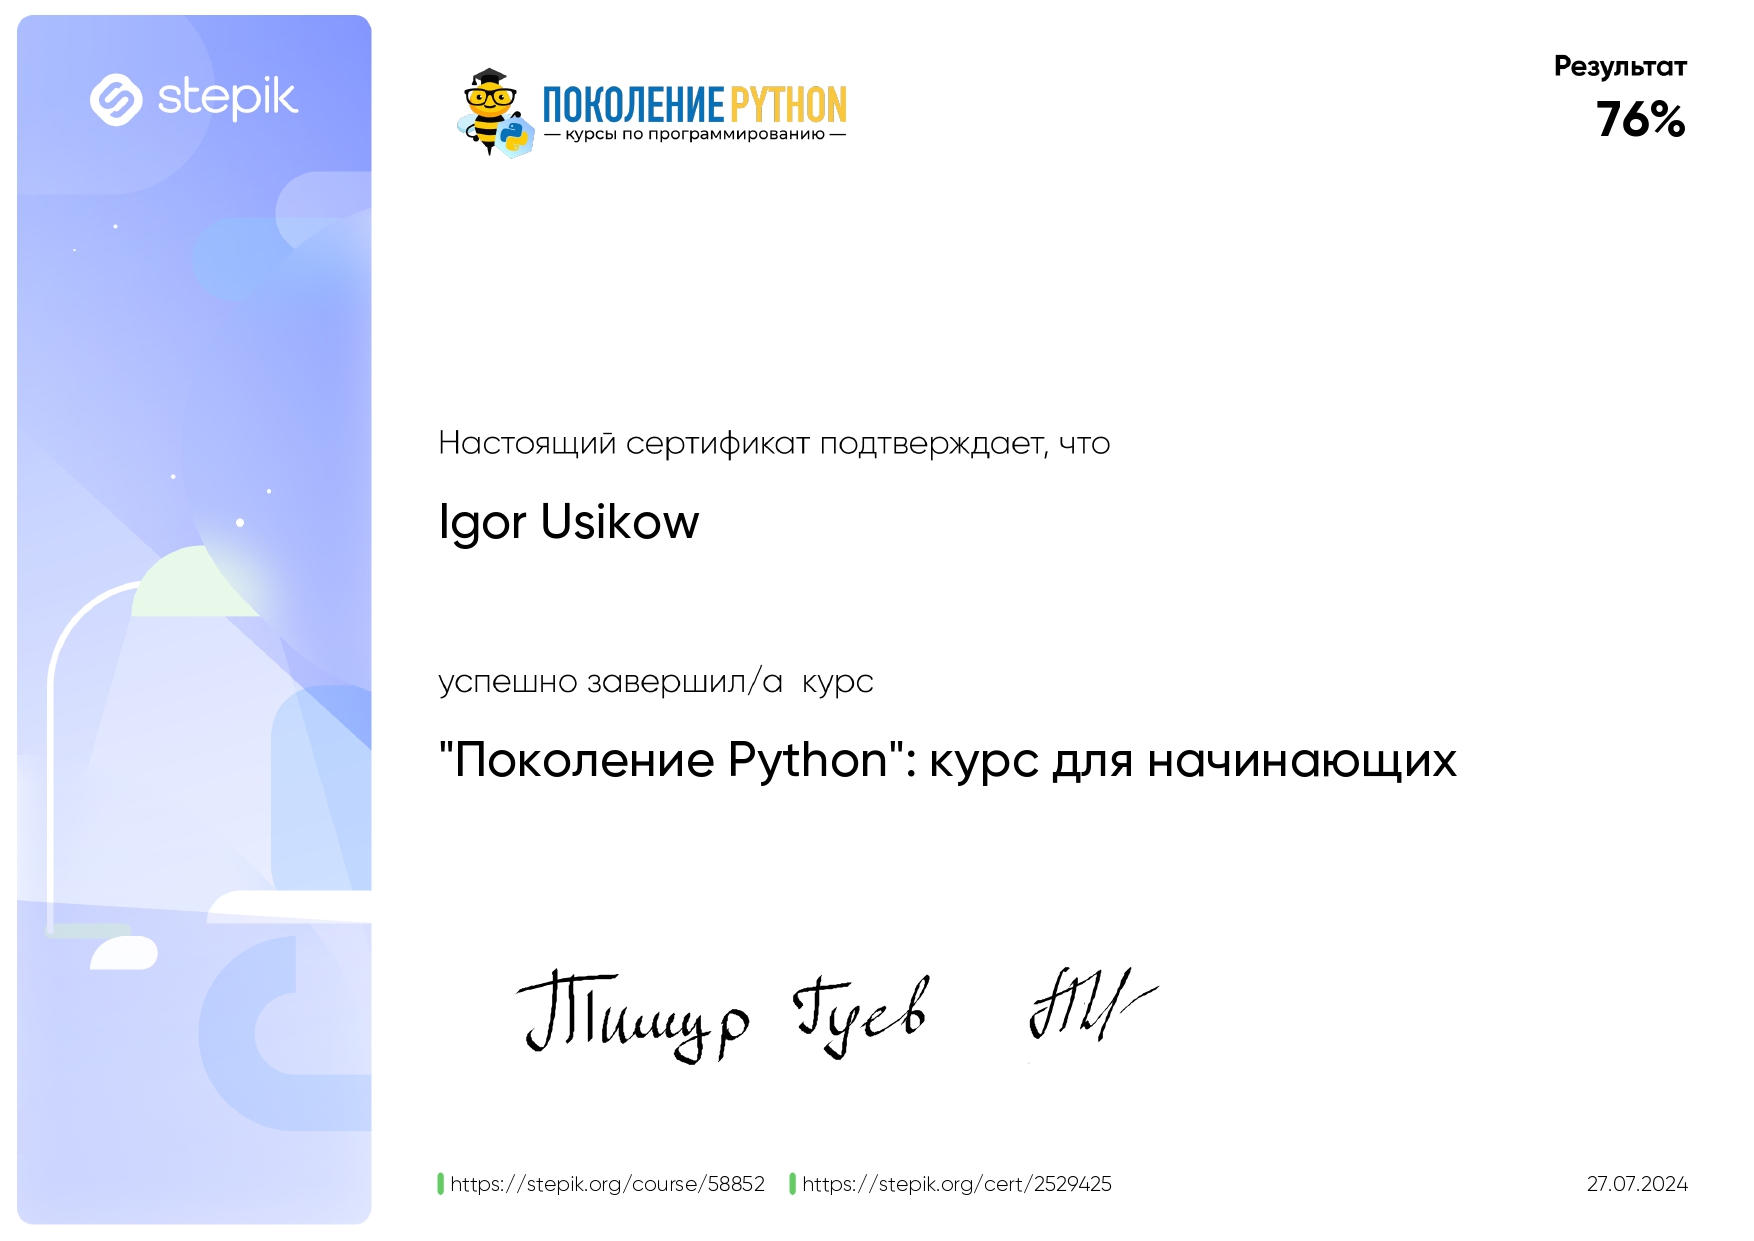 stepik
ПОКОЛЕНИЕ PYTHON
— курсы по программированию —
Результат
76%
Настоящий сертификат подтверждает, что
Igor Usikow
успешно завершил/а курс
"Поколение Python": курс для начинающих
Тимур Гуев
https://stepik.org/course/58852 https://stepik.org/cert/2529425
27.07.2024